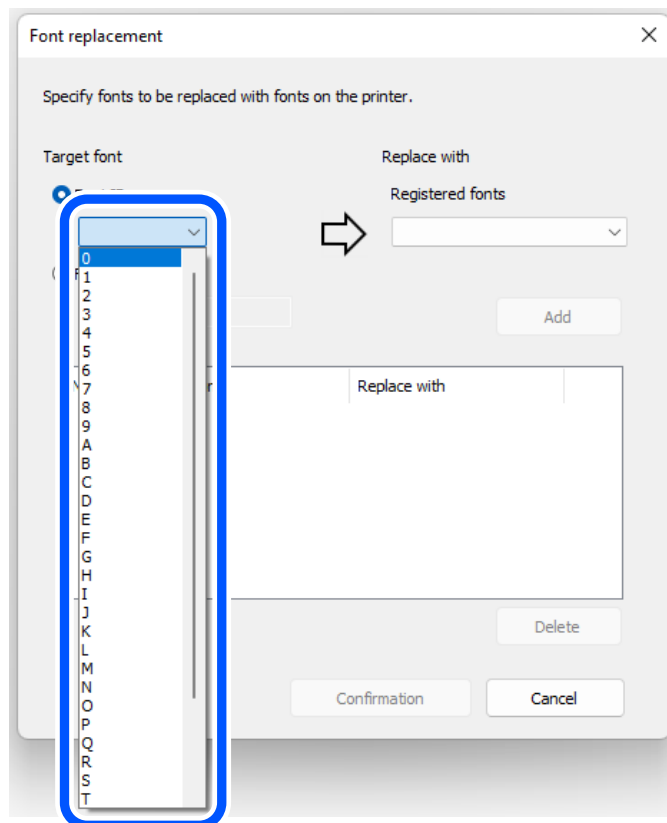 Font replacement
Specify fonts to be replaced with fonts on the printer.
Target font
Replace with
Registered fonts
0
1
2
3
4
5
6
7
8
9
A
B
C
D
E
F
G
H
I
J
K
L
M
N
O
P
Q
R
S
T
Add
Replace with
Delete
Confirmation
Cancel